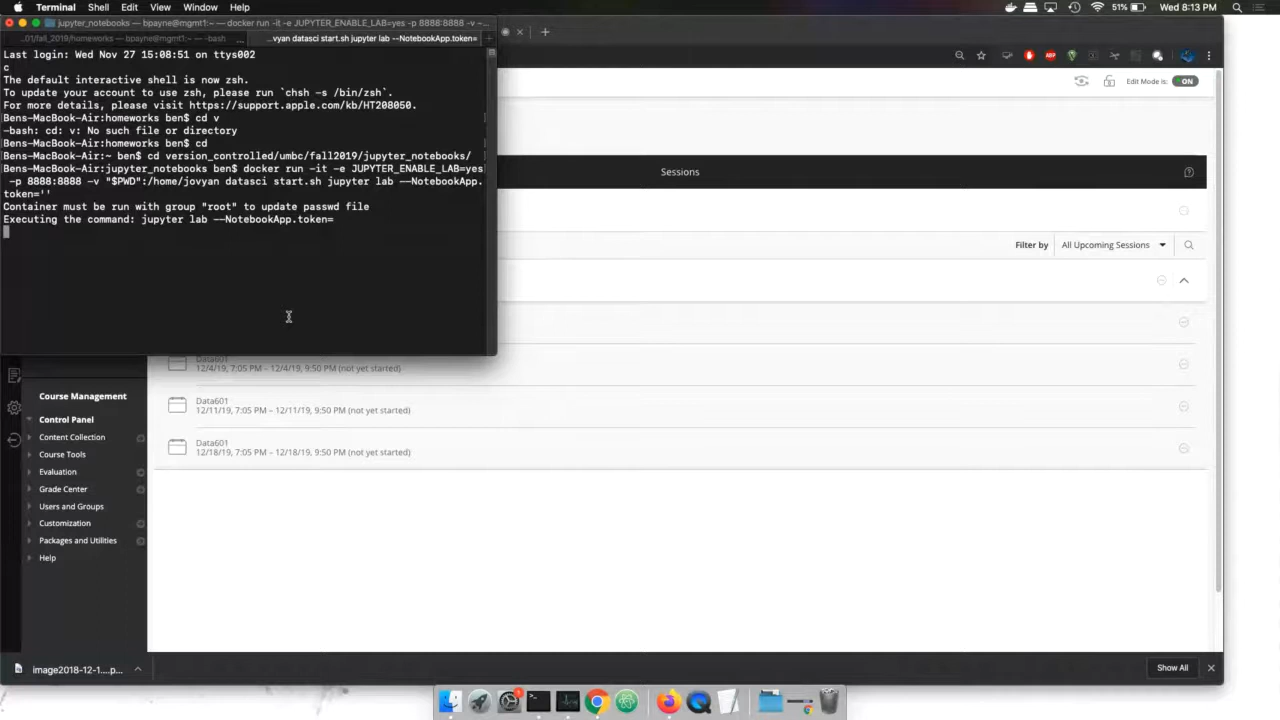 Terminal Shell Edit View Window Help
51% Wed 8:13 PM
jupyter_notebooks — bpayne@mgmt1:~ — docker run -it -e JUPYTER_ENABLE_LAB=yes -p 8888:8888 -v ~...
...01/fall_2019/homeworks — bpayne@mgmt1:~ — -bash ...
...vyan datasci start.sh jupyter lab --NotebookApp.token=
Last login: Wed Nov 27 15:08:51 on ttys002
c
The default interactive shell is now zsh.
To update your account to use zsh, please run `chsh -s /bin/zsh`.
For more details, please visit https://support.apple.com/kb/HT208050.
Bens-MacBook-Air:homeworks ben$ cd v
-bash: cd: v: No such file or directory
Bens-MacBook-Air:homeworks ben$ cd
Bens-MacBook-Air:~ ben$ cd version_controlled/umbc/fall2019/jupyter_notebooks/
Bens-MacBook-Air:jupyter_notebooks ben$ docker run -it -e JUPYTER_ENABLE_LAB=yes
-p 8888:8888 -v "$PWD":/home/jovyan datasci start.sh jupyter lab --NotebookApp.
token=''
Container must be run with group "root" to update passwd file
Executing the command: jupyter lab --NotebookApp.token=
ABP
Edit Mode is: ON
Sessions
Filter by All Upcoming Sessions
Data601
12/4/19, 7:05 PM – 12/4/19, 9:50 PM (not yet started)
Data601
12/11/19, 7:05 PM – 12/11/19, 9:50 PM (not yet started)
Data601
12/18/19, 7:05 PM – 12/18/19, 9:50 PM (not yet started)
Course Management
Control Panel
Content Collection
Course Tools
Evaluation
Grade Center
Users and Groups
Customization
Packages and Utilities
Help
image2018-12-1....p...
Show All